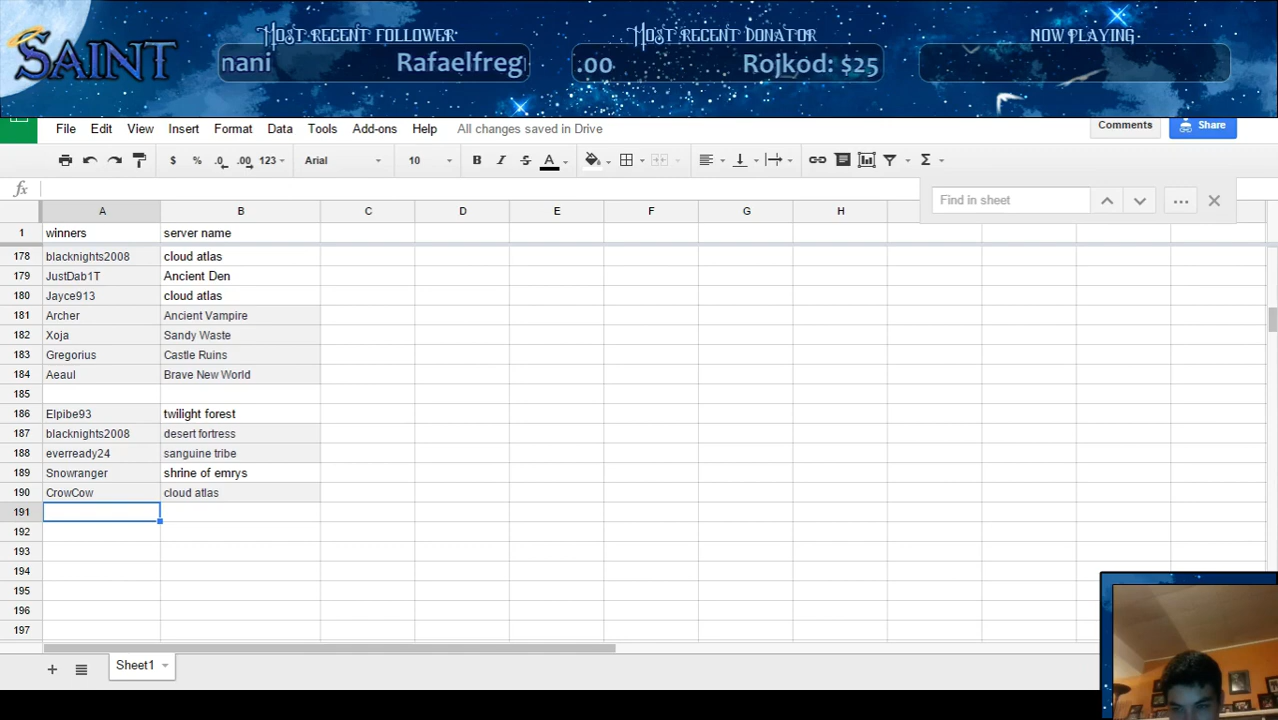 SAINT
MOST RECENT FOLLOWER
nani Rafaelfreg
MOST RECENT DONATOR
.00 Rojkod: $25
NOW PLAYING
File Edit View Insert Format Data Tools Add-ons Help All changes saved in Drive
Comments Share
$ % .0 .00 123 Arial 10 B I S A Σ
fx
Find in sheet
A B C D E F G H
1 winners server name
178 blacknights2008 cloud atlas
179 JustDab1T Ancient Den
180 Jayce913 cloud atlas
181 Archer Ancient Vampire
182 Xoja Sandy Waste
183 Gregorius Castle Ruins
184 Aeaul Brave New World
185
186 Elpibe93 twilight forest
187 blacknights2008 desert fortress
188 everready24 sanguine tribe
189 Snowranger shrine of emrys
190 CrowCow cloud atlas
191
192
193
194
195
196
197
Sheet1